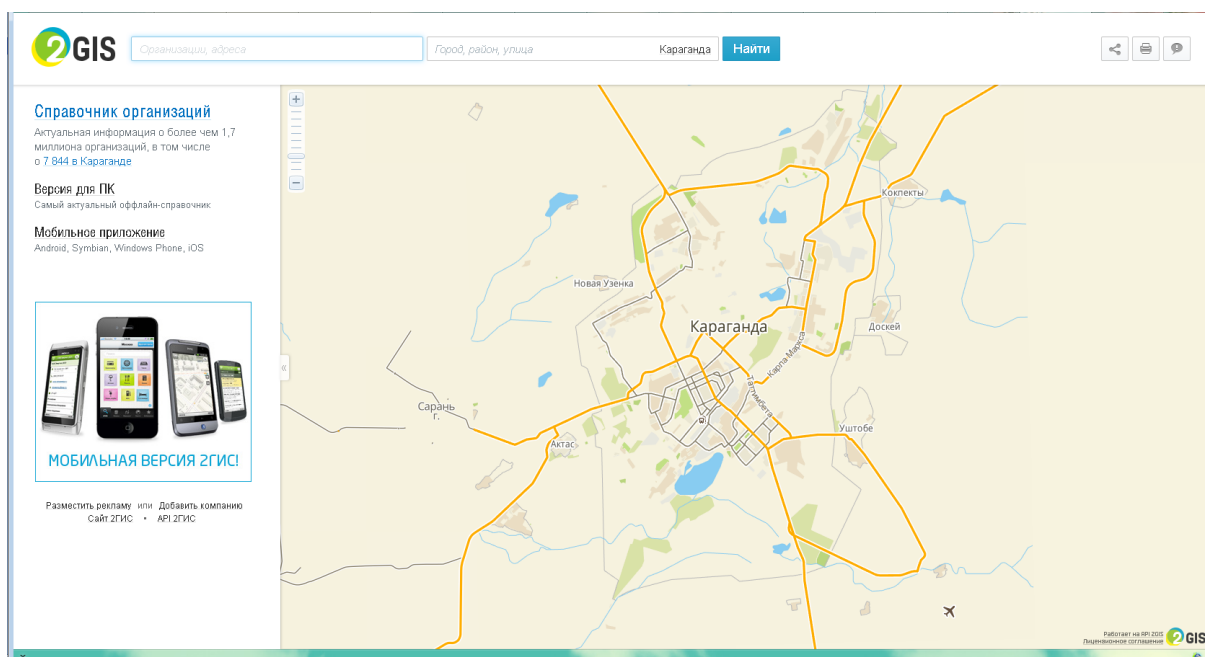 2GIS
Организации, адреса
Город, район, улица
Караганда
Найти
Справочник организаций
Актуальная информация о более чем 1,7
миллиона организаций, в том числе
о 7 844 в Караганде
Версия для ПК
Самый актуальный оффлайн-справочник
Мобильное приложение
Android, Symbian, Windows Phone, iOS
МОБИЛЬНАЯ ВЕРСИЯ 2ГИС!
Разместить рекламу или Добавить компанию
Сайт 2ГИС • API 2ГИС
Кокпекты
Новая Узенка
Караганда
Доскей
Карла Маркса
Таттимбета
Сарань
г.
Актас
Уштобе
Работает на API 2GIS
Лицензионное соглашение
2GIS